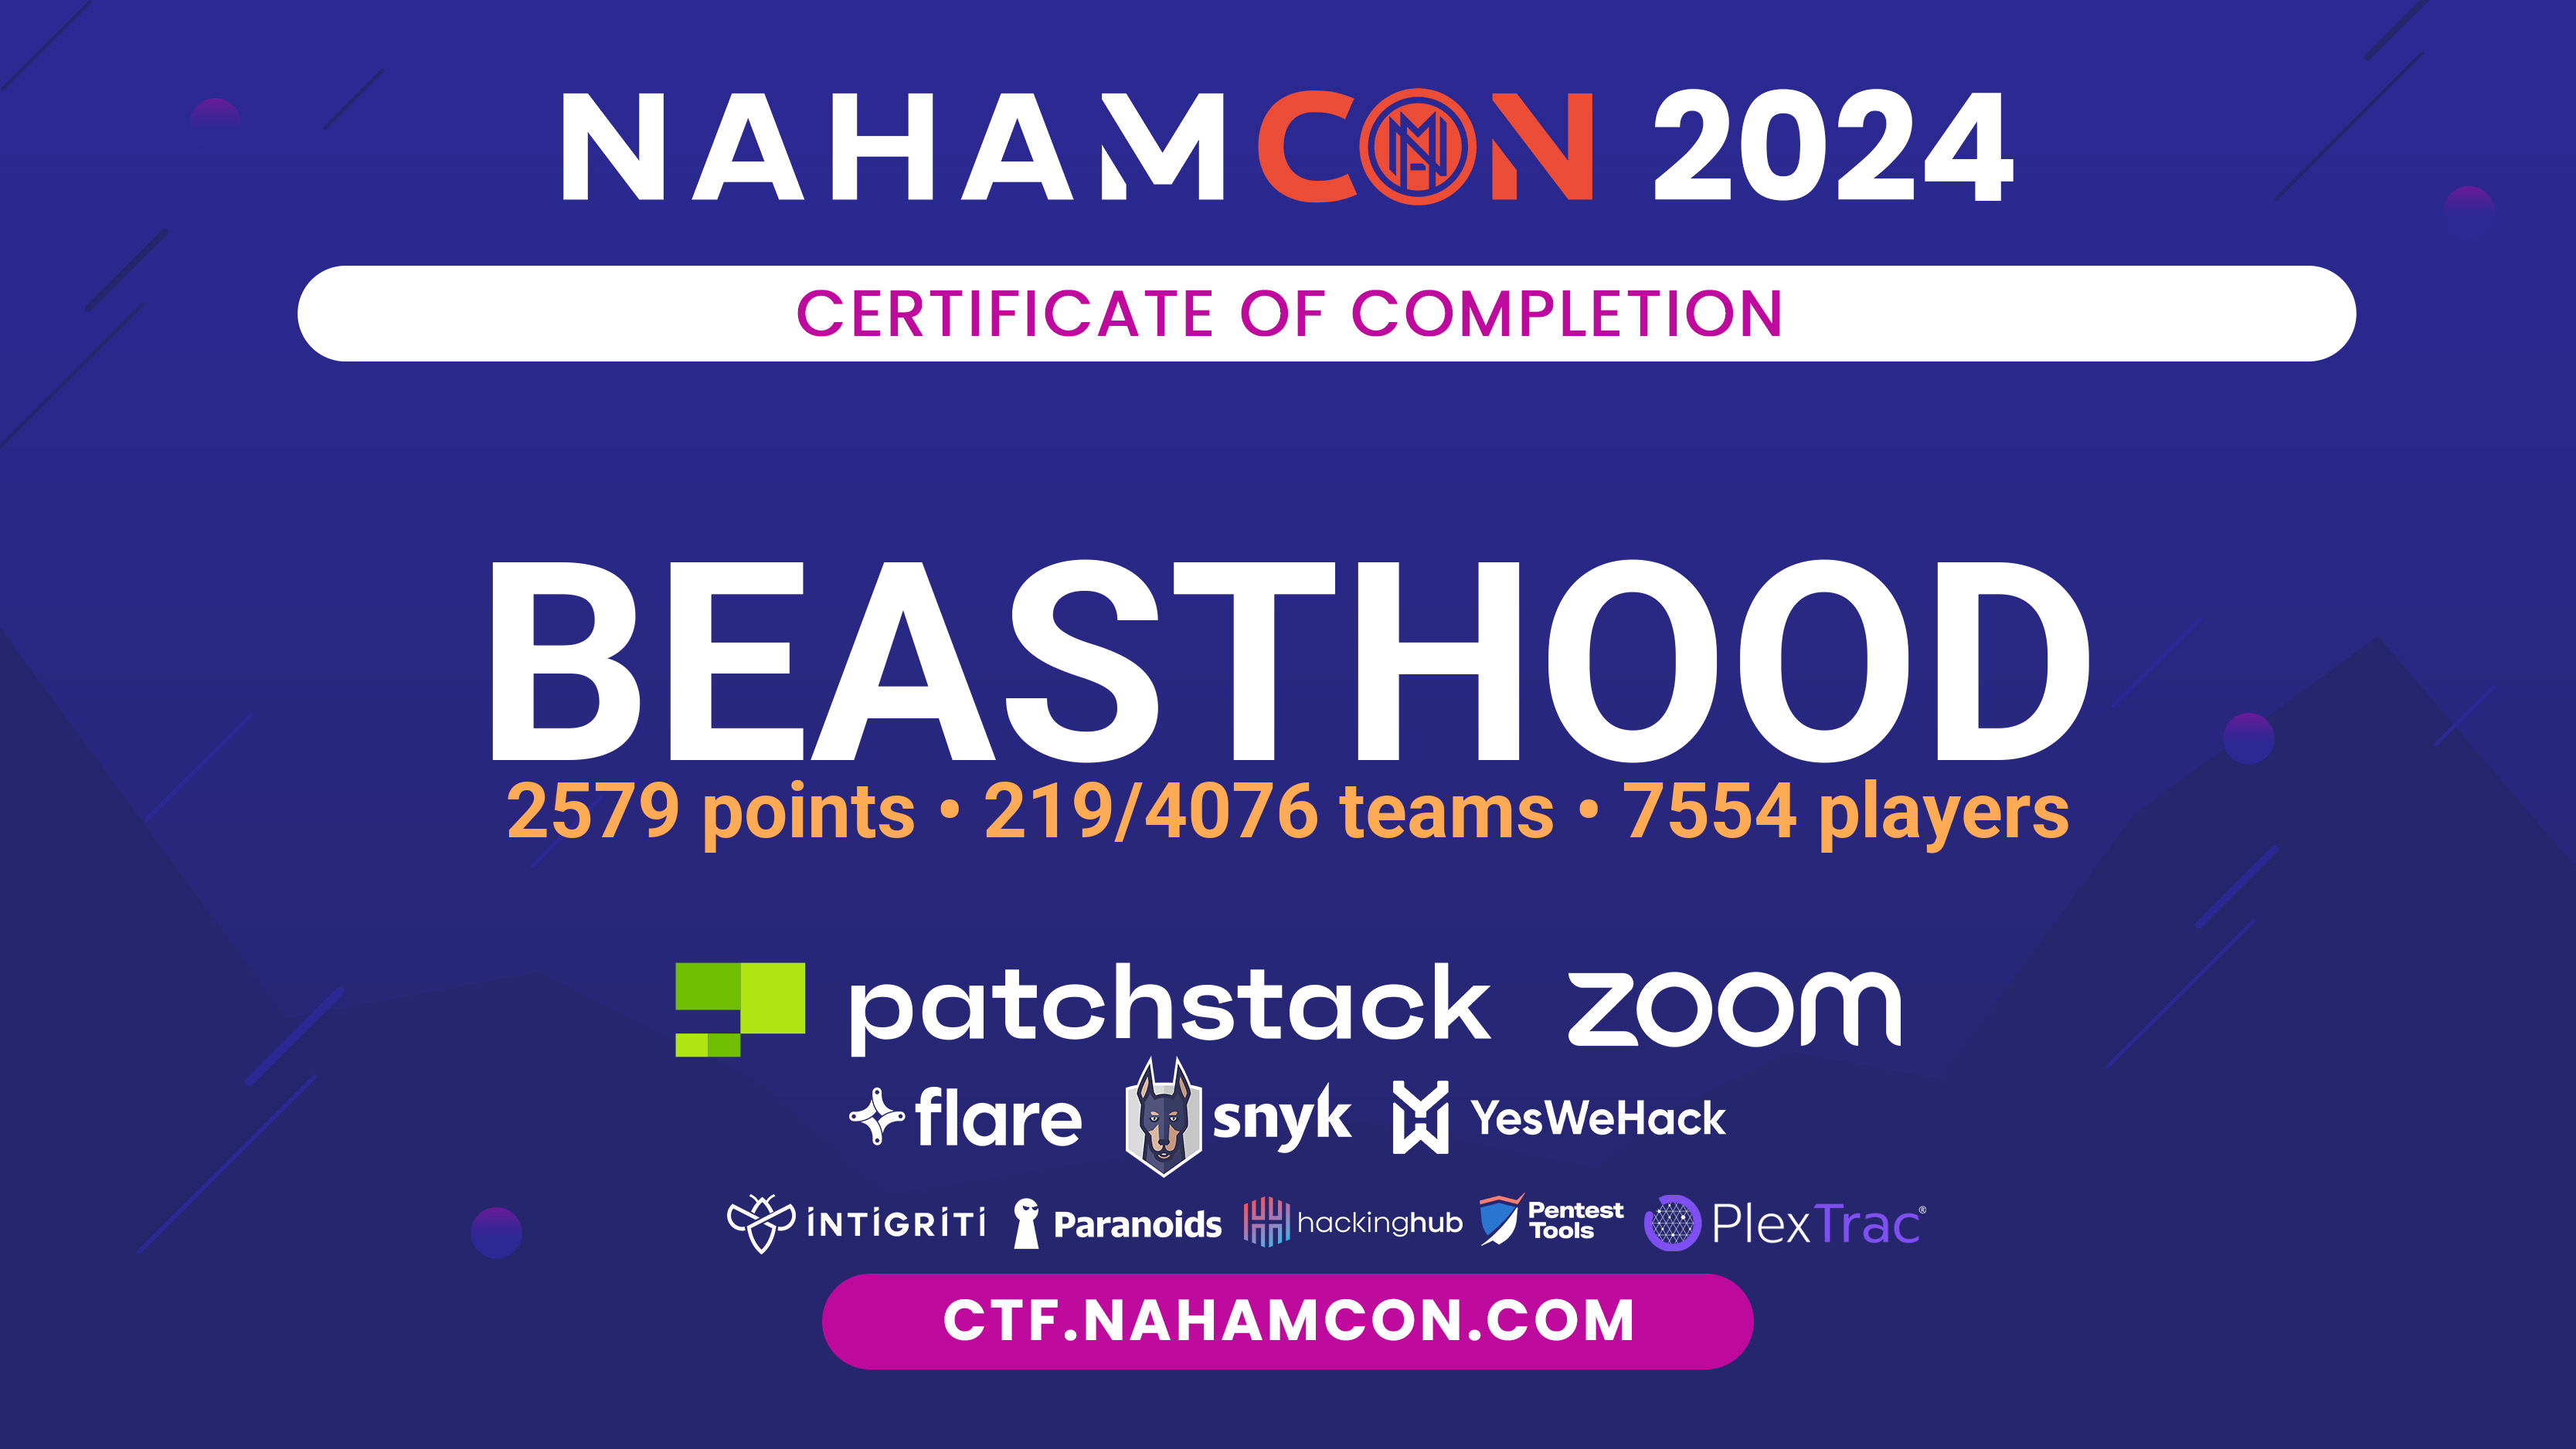 NAHAMCON 2024
CERTIFICATE OF COMPLETION
BEASTHOOD
2579 points • 219/4076 teams • 7554 players
patchstack zoom
flare snyk YesWeHack
INTIGRITI Paranoids hackinghub Pentest Tools PlexTrac®
CTF.NAHAMCON.COM